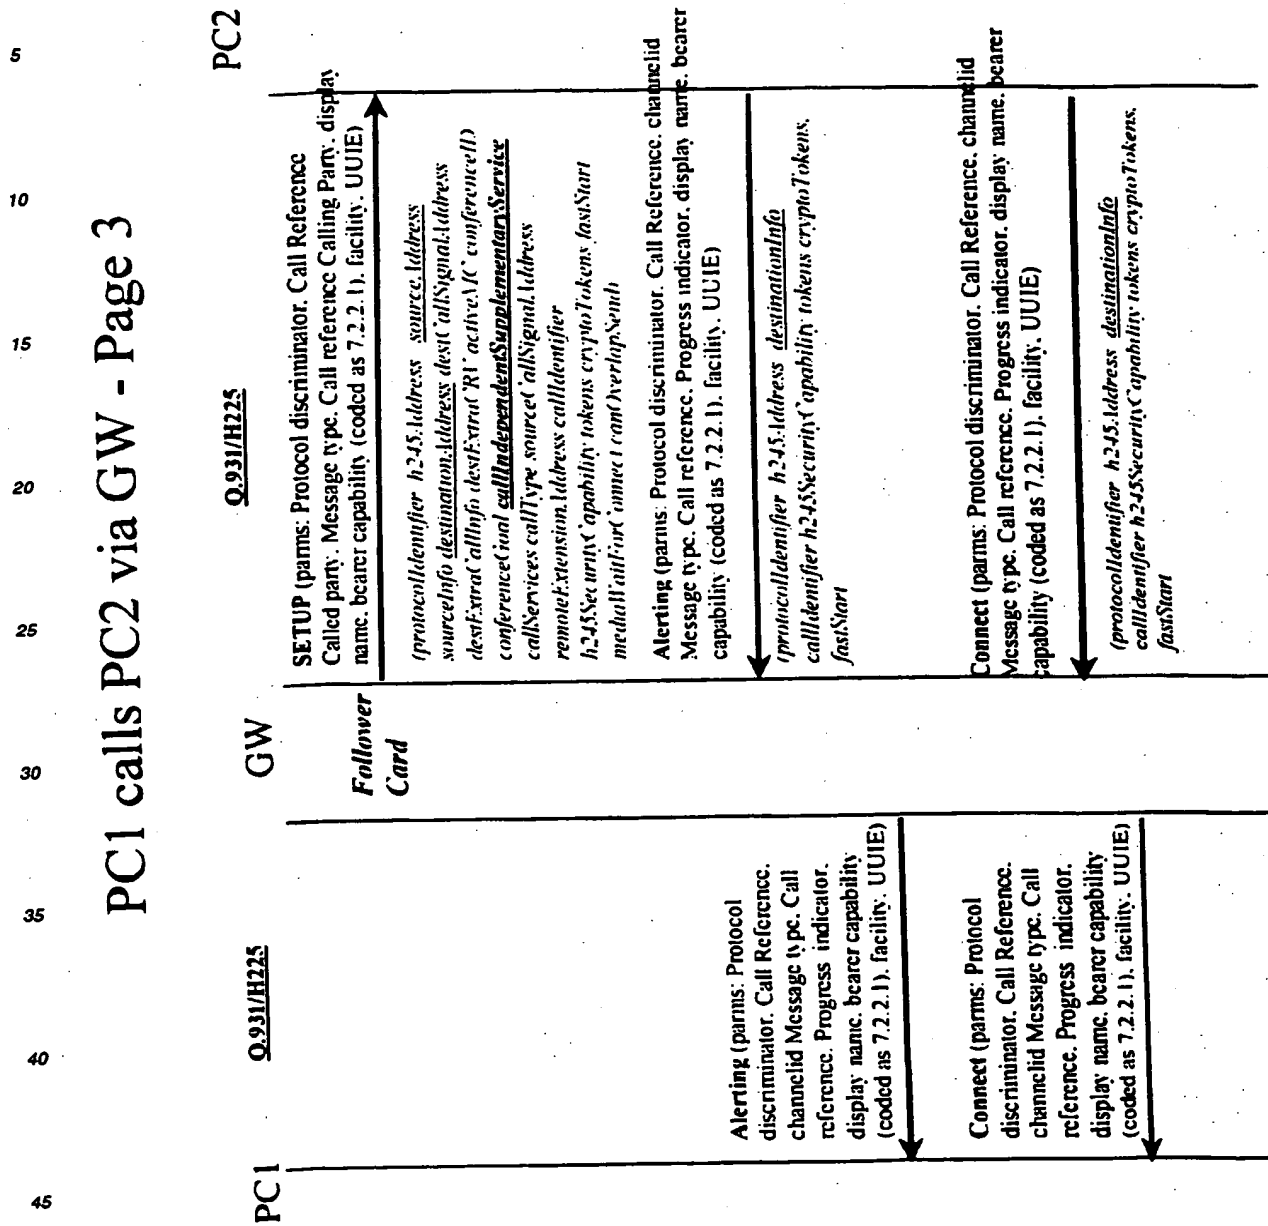 5
10
15
20
25
30
35
40
45
PC1 calls PC2 via GW - Page 3
PC1
Q.931/H225
GW
Q.931/H225
PC2
Follower
Card
SETUP (parms: Protocol discriminator. Call Reference
Called party. Message type. Call reference Calling Party. display
name. bearer capability (coded as 7.2.2.1). facility. UUIE)
(protocolIdentifier h245Address sourceAddress
sourceInfo destinationAddress destCallSignalAddress
destExtraCallInfo destExtraCRV activeMC conferenceID
conferenceGoal callIndependentSupplementaryService
callServices callType sourceCallSignalAddress
remoteExtensionAddress callIdentifier
h245SecurityCapability tokens cryptoTokens fastStart
mediaWaitForConnect canOverlapSend)
Alerting (parms: Protocol discriminator. Call Reference. channelid
Message type. Call reference. Progress indicator. display name. bearer
capability (coded as 7.2.2.1). facility. UUIE)
(protocolIdentifier h245Address destinationInfo
callIdentifier h245SecurityCapability tokens cryptoTokens.
fastStart
Alerting (parms: Protocol
discriminator. Call Reference.
channelid Message type. Call
reference. Progress indicator.
display name. bearer capability
(coded as 7.2.2.1). facility. UUIE)
Connect (parms: Protocol discriminator. Call Reference. channelid
Message type. Call reference. Progress indicator. display name. bearer
capability (coded as 7.2.2.1). facility. UUIE)
(protocolIdentifier h245Address destinationInfo
callIdentifier h245SecurityCapability tokens cryptoTokens.
fastStart
Connect (parms: Protocol
discriminator. Call Reference.
channelid Message type. Call
reference. Progress indicator.
display name. bearer capability
(coded as 7.2.2.1). facility. UUIE)